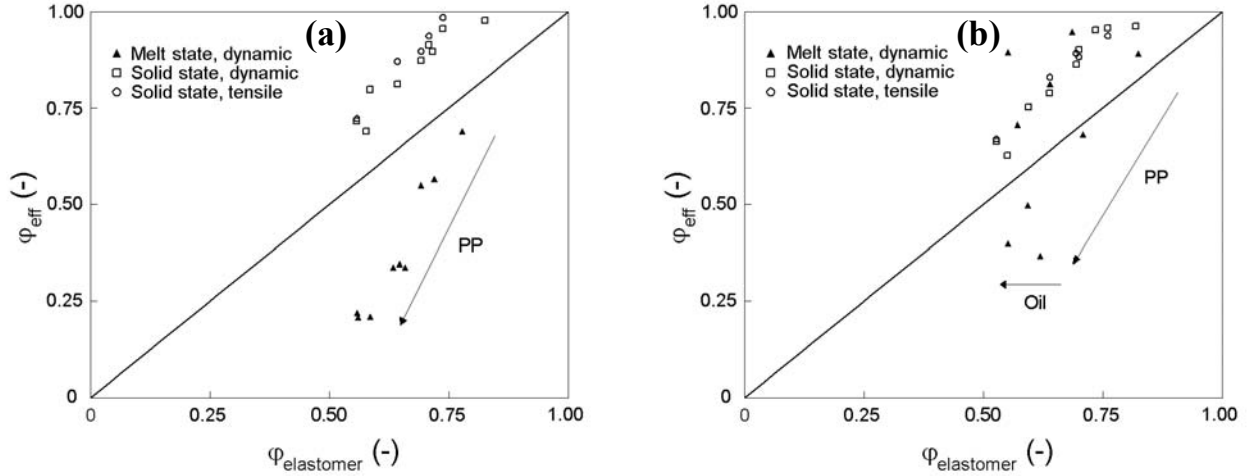 (a)
1.00
0.75
0.50
0.25
0
▲ Melt state, dynamic
□ Solid state, dynamic
○ Solid state, tensile
PP
φeff (-)
0 0.25 0.50 0.75 1.00
φelastomer (-)
(b)
1.00
0.75
0.50
0.25
0
▲ Melt state, dynamic
□ Solid state, dynamic
○ Solid state, tensile
PP
Oil
φeff (-)
0 0.25 0.50 0.75 1.00
φelastomer (-)